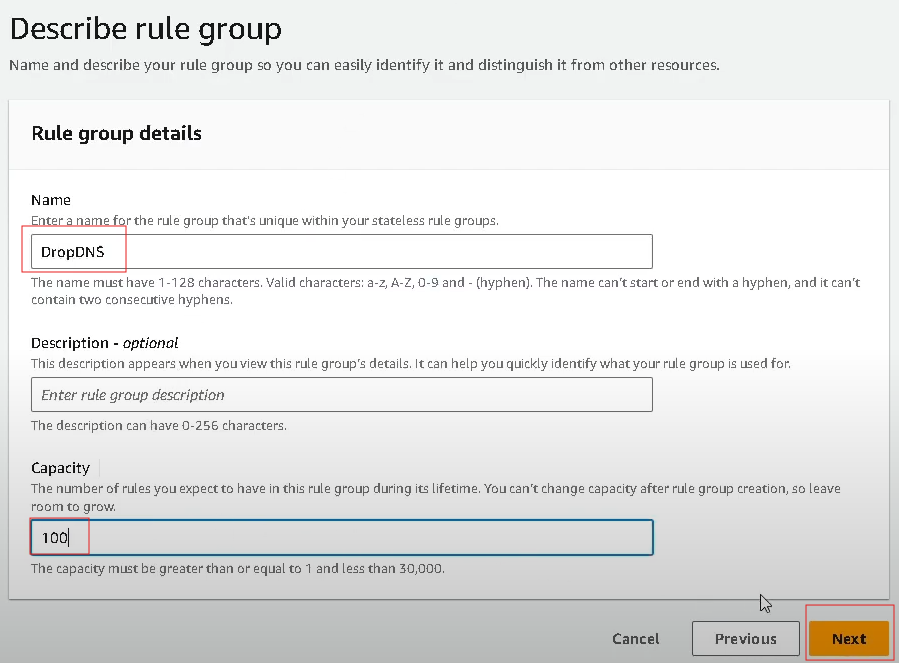 Describe rule group
Name and describe your rule group so you can easily identify it and distinguish it from other resources.
Rule group details
Name
Enter a name for the rule group that's unique within your stateless rule groups.
DropDNS
The name must have 1-128 characters. Valid characters: a-z, A-Z, 0-9 and - (hyphen). The name can't start or end with a hyphen, and it can't
contain two consecutive hyphens.
Description - optional
This description appears when you view this rule group's details. It can help you quickly identify what your rule group is used for.
Enter rule group description
The description can have 0-256 characters.
Capacity
The number of rules you expect to have in this rule group during its lifetime. You can't change capacity after rule group creation, so leave
room to grow.
100
The capacity must be greater than or equal to 1 and less than 30,000.
Cancel
Previous
Next